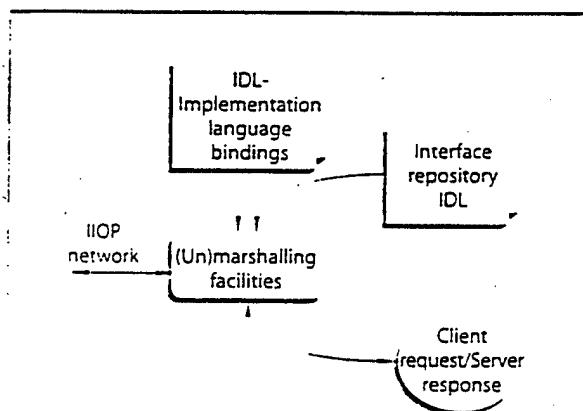 IDL-
Implementation
language
bindings
Interface
repository
IDL
IIOP
network
(Un)marshalling
facilities
Client
request/Server
response